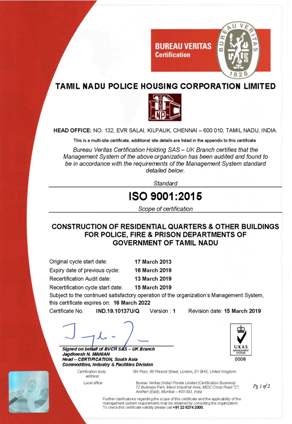 BUREAU VERITAS
Certification
BUREAU VERITAS
1828
TAMIL NADU POLICE HOUSING CORPORATION LIMITED
HEAD OFFICE: NO. 132, EVR SALAI, KILPAUK, CHENNAI – 600 010, TAMIL NADU, INDIA
This is a multi-site certificate, additional site details are listed in the appendix to this certificate
Bureau Veritas Certification Holding SAS – UK Branch certifies that the
Management System of the above organization has been audited and found to
be in accordance with the requirements of the Management System standard
detailed below.
Standard
ISO 9001:2015
Scope of certification
CONSTRUCTION OF RESIDENTIAL QUARTERS & OTHER BUILDINGS
FOR POLICE, FIRE & PRISON DEPARTMENTS OF
GOVERNMENT OF TAMIL NADU
Original cycle start date: 17 March 2013
Expiry date of previous cycle: 16 March 2019
Recertification Audit date: 13 March 2019
Recertification cycle start date: 15 March 2019
Subject to the continued satisfactory operation of the organization's Management System,
this certificate expires on: 16 March 2022
Certificate No. IND.19.10137U/Q Version : 1 Revision date: 15 March 2019
Signed on behalf of BVCH SAS – UK Branch
Jagdheesh N. MANIAN
Head – CERTIFICATION, South Asia
Commodities, Industry & Facilities Division
UKAS
0008
Certification body address: 5th Floor, 66 Prescot Street, London, E1 8HG, United Kingdom
Local office: Bureau Veritas (India) Private Limited (Certification Business)
72 Business Park, Marol Industrial Area, MIDC Cross Road "C",
Andheri (East), Mumbai – 400 093, India
Pg 1 of 2
Further clarifications regarding the scope of this certificate and the applicability of the
management system requirements may be obtained by consulting the organization.
To check this certificate validity please call +91 22 6274 2000.